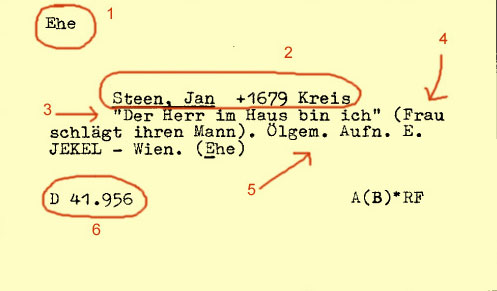 Ehe
1
2
Steen, Jan +1679 Kreis
4
3
"Der Herr im Haus bin ich" (Frau
schlägt ihren Mann). Ölgem. Aufn. E.
JEKEL - Wien. (Ehe)
5
D 41.956
A(B)*RF
6